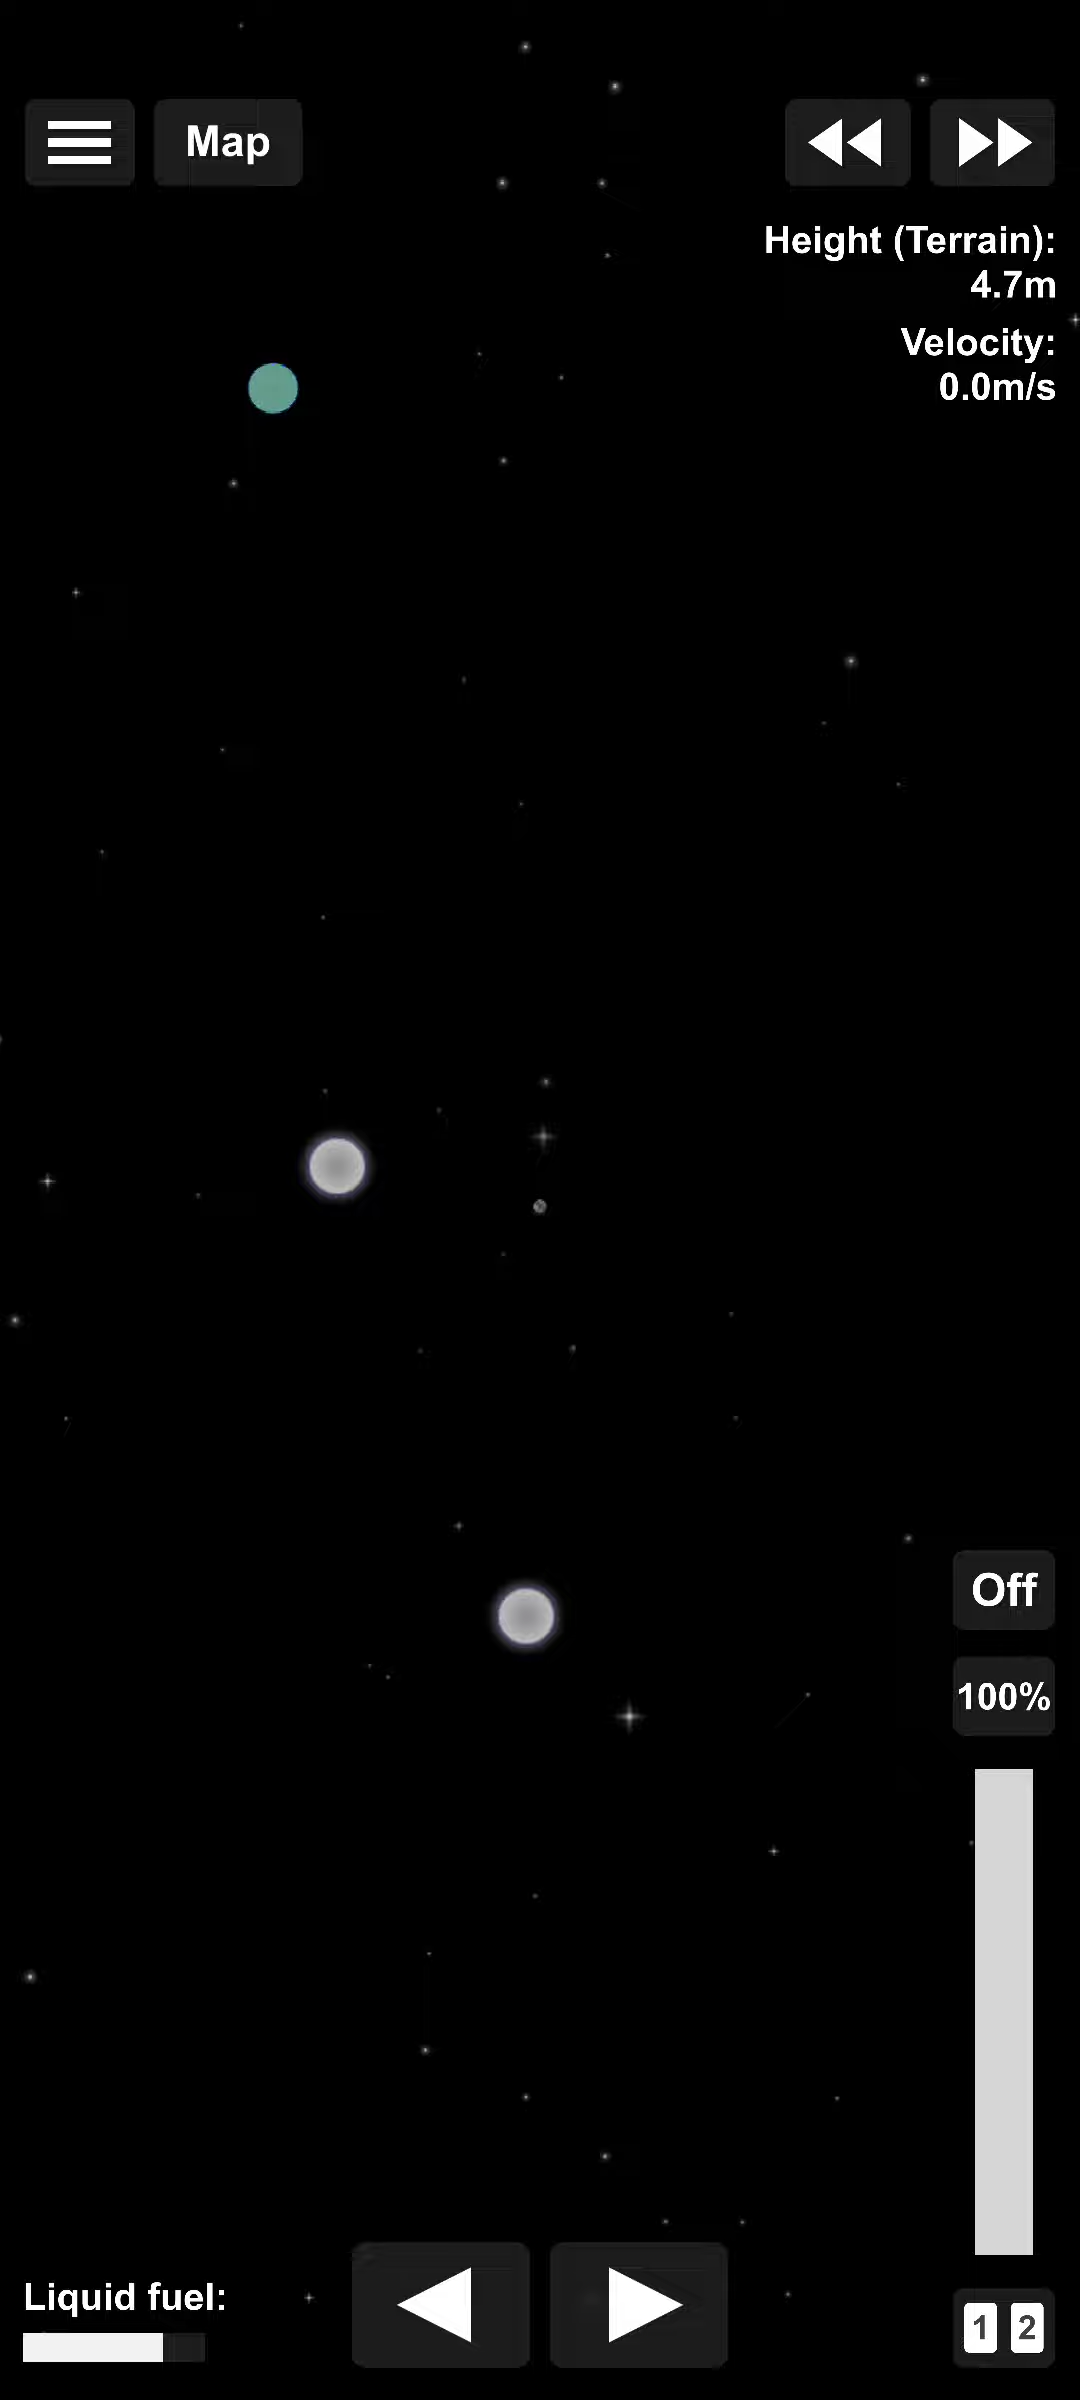 Map
Height (Terrain):
4.7m
Velocity:
0.0m/s
Off
100%
Liquid fuel:
1 2